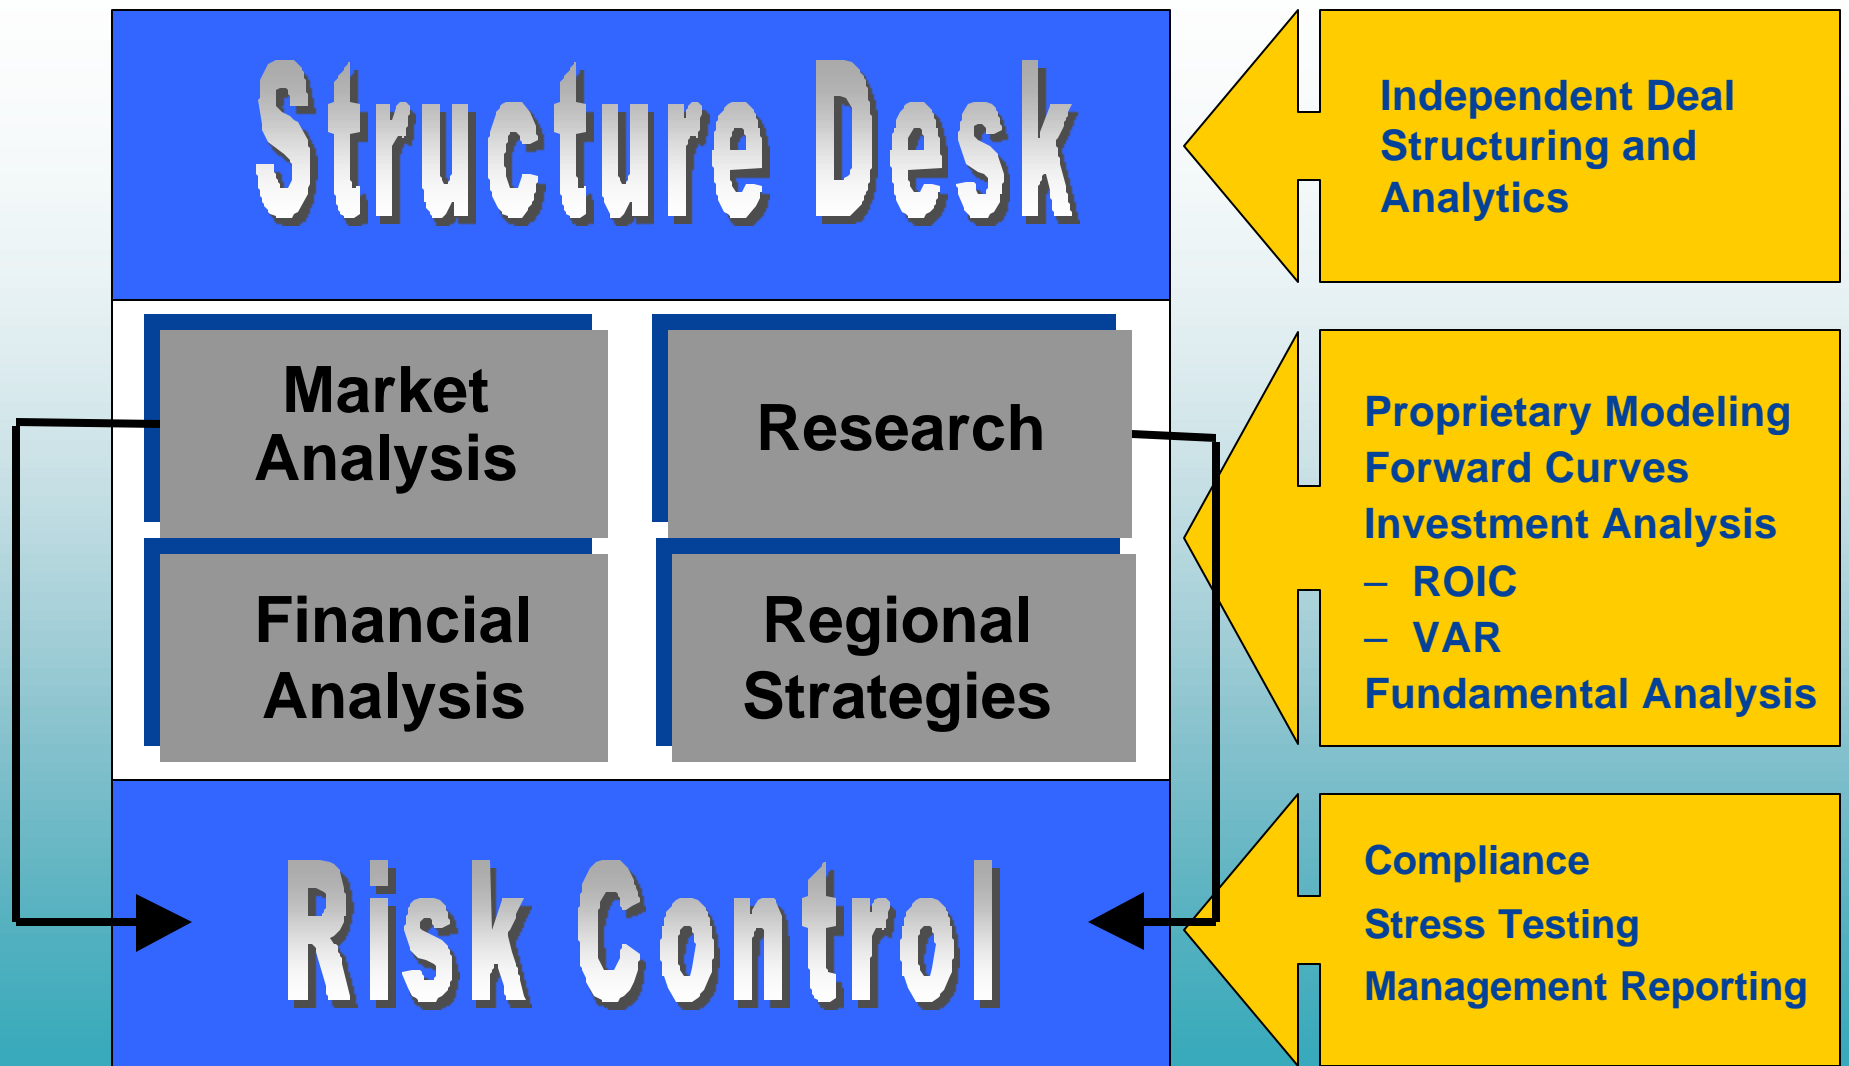 Structure Desk
Independent Deal
Structuring and
Analytics
Market
Analysis
Research
Financial
Analysis
Regional
Strategies
Proprietary Modeling
Forward Curves
Investment Analysis
– ROIC
– VAR
Fundamental Analysis
Risk Control
Compliance
Stress Testing
Management Reporting